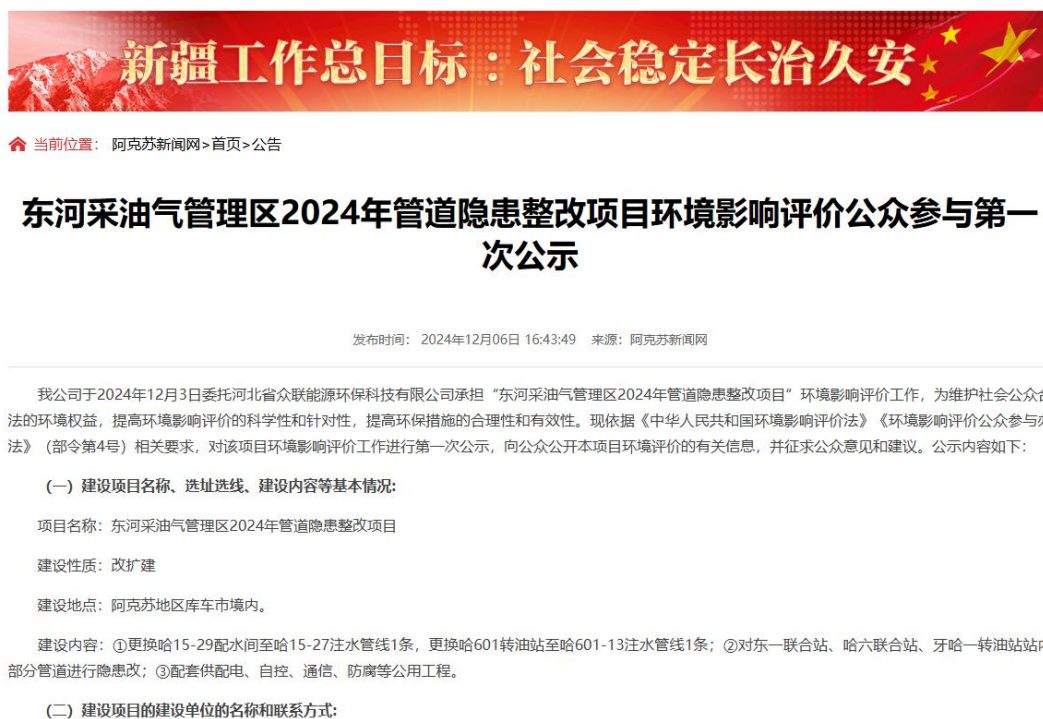 新疆工作总目标：社会稳定长治久安
当前位置： 阿克苏新闻网>首页>公告
东河采油气管理区2024年管道隐患整改项目环境影响评价公众参与第一
次公示
发布时间： 2024年12月06日 16:43:49 来源：阿克苏新闻网
我公司于2024年12月3日委托河北省众联能源环保科技有限公司承担“东河采油气管理区2024年管道隐患整改项目”环境影响评价工作，为维护社会公众合
法的环境权益，提高环境影响评价的科学性和针对性，提高环保措施的合理性和有效性。现依据《中华人民共和国环境影响评价法》《环境影响评价公众参与办
法》（部令第4号）相关要求，对该项目环境影响评价工作进行第一次公示，向公众公开本项目环境评价的有关信息，并征求公众意见和建议。公示内容如下：
（一）建设项目名称、选址选线、建设内容等基本情况:
项目名称：东河采油气管理区2024年管道隐患整改项目
建设性质：改扩建
建设地点：阿克苏地区库车市境内。
建设内容：①更换哈15-29配水间至哈15-27注水管线1条，更换哈601转油站至哈601-13注水管线1条；②对东一联合站、哈六联合站、牙哈一转油站站内
部分管道进行隐患改；③配套供配电、自控、通信、防腐等公用工程。
（二）建设项目的建设单位的名称和联系方式: